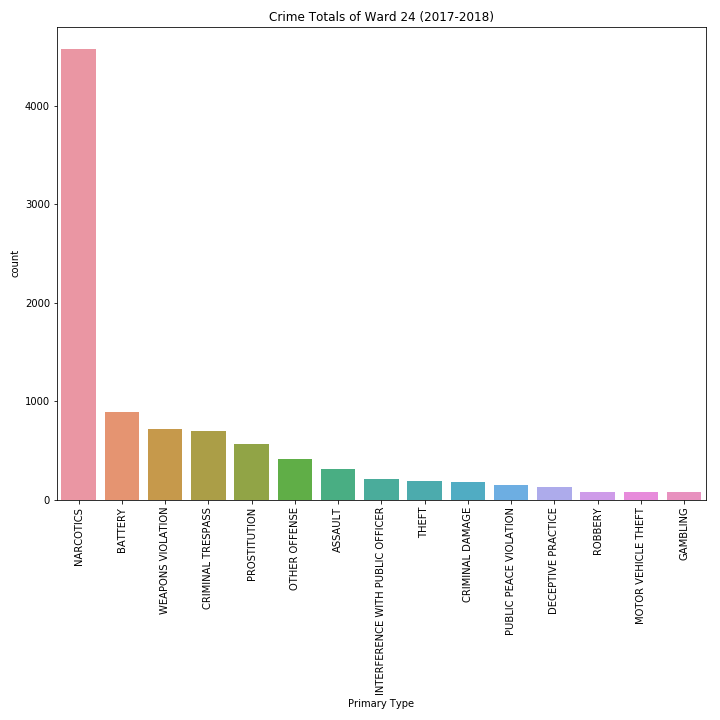 Crime Totals of Ward 24 (2017-2018)
count
4000
3000
2000
1000
0
NARCOTICS
BATTERY
WEAPONS VIOLATION
CRIMINAL TRESPASS
PROSTITUTION
OTHER OFFENSE
ASSAULT
INTERFERENCE WITH PUBLIC OFFICER
THEFT
CRIMINAL DAMAGE
PUBLIC PEACE VIOLATION
DECEPTIVE PRACTICE
ROBBERY
MOTOR VEHICLE THEFT
GAMBLING
Primary Type